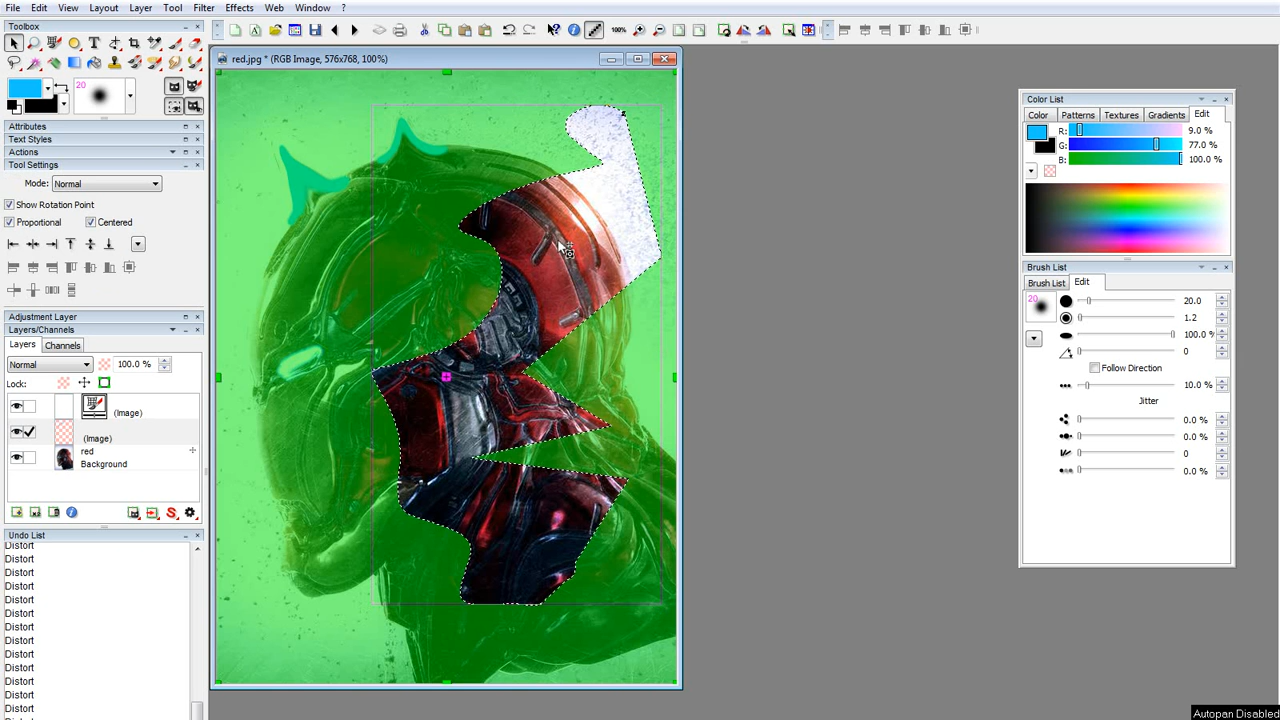 File Edit View Layout Layer Tool Filter Effects Web Window ?
Toolbox
100%
red.jpg * (RGB Image, 576x768, 100%)
20
Attributes
Text Styles
Actions
Tool Settings
Mode: Normal
Show Rotation Point
Proportional Centered
Adjustment Layer
Layers/Channels
Layers Channels
Normal 100.0 %
Lock:
(Image)
(Image)
red
Background
Undo List
Distort
Distort
Distort
Distort
Distort
Distort
Distort
Distort
Distort
Distort
Distort
Distort
Distort
Color List
Color Patterns Textures Gradients Edit
R: 9.0 %
G: 77.0 %
B: 100.0 %
Brush List
Brush List Edit
20 20.0
1.2
100.0 %
0
Follow Direction
10.0 %
Jitter
0.0 %
0.0 %
0
0.0 %
Autopan Disabled